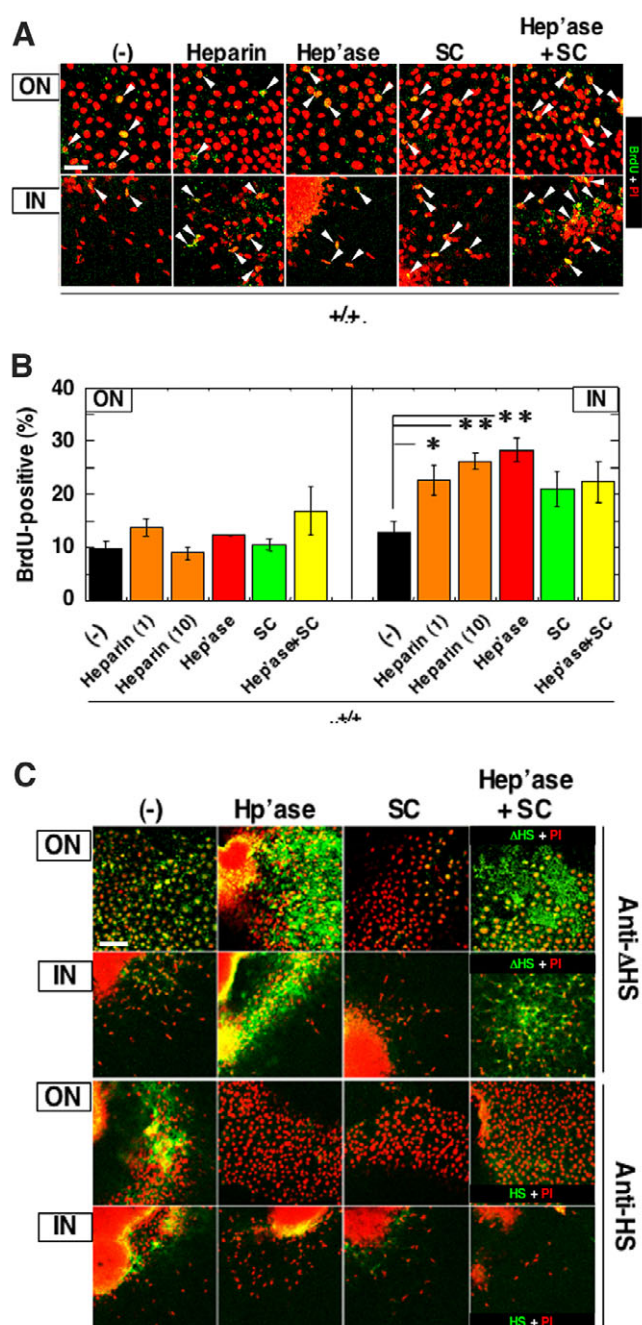 A
(-) Heparin Hep'ase SC Hep'ase +SC
ON
IN
BrdU + PI
+/+
B
BrdU-positive (%)
40
30
20
10
0
ON
IN
* ** **
(-) Heparin (1) Heparin (10) Hep'ase SC Hep'ase+SC (-) Heparin (1) Heparin (10) Hep'ase SC Hep'ase+SC
+/+
C
(-) Hp'ase SC Hep'ase + SC
ON
ΔHS + PI
IN
ΔHS + PI
Anti-ΔHS
ON
HS + PI
IN
HS + PI
Anti-HS